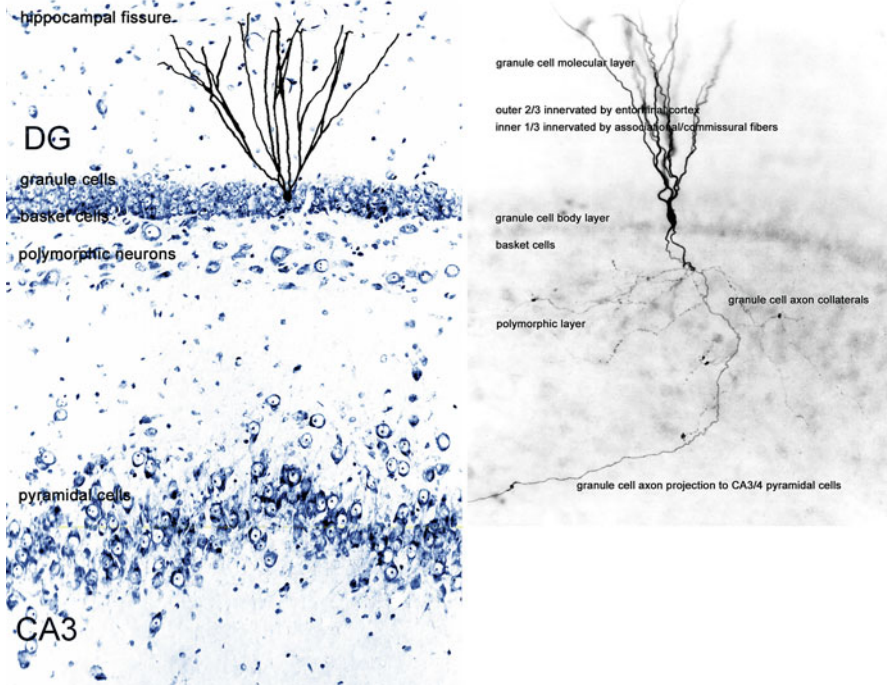 hippocampal fissure
DG
granule cells
basket cells
polymorphic neurons
pyramidal cells
CA3
granule cell molecular layer
outer 2/3 innervated by entorhinal cortex
inner 1/3 innervated by associational/commissural fibers
granule cell body layer
basket cells
granule cell axon collaterals
polymorphic layer
granule cell axon projection to CA3/4 pyramidal cells